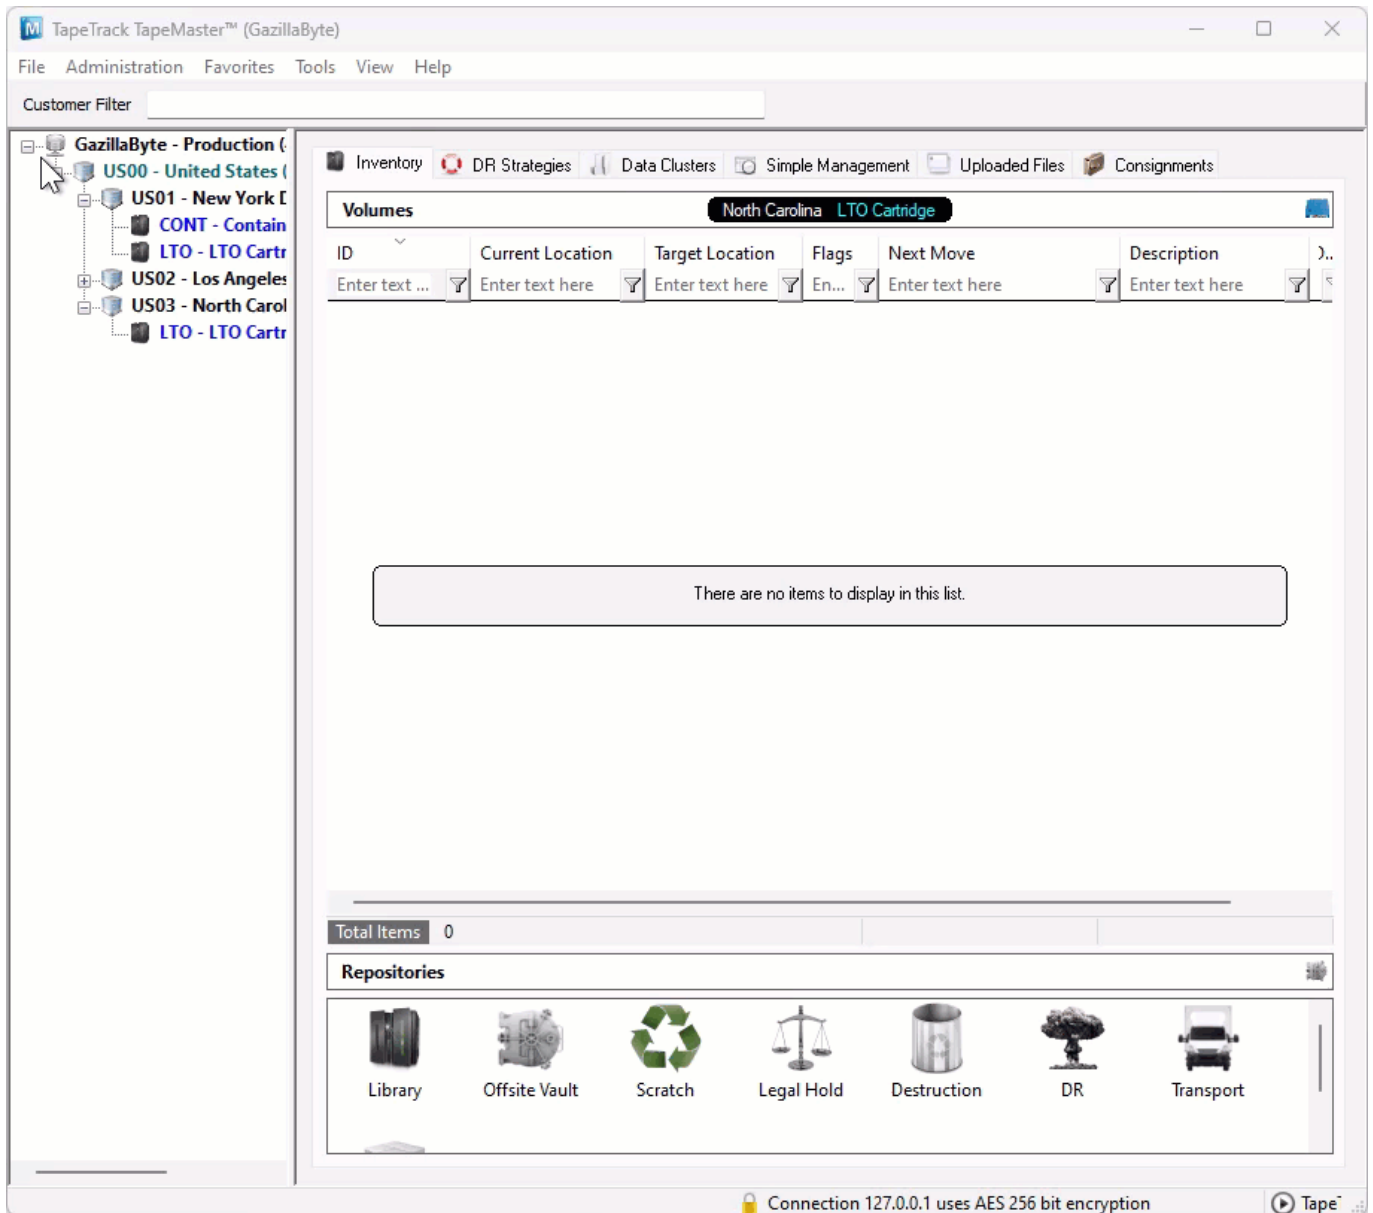 TapeTrack TapeMaster™ (GazillaByte)
File Administration Favorites Tools View Help
Customer Filter
GazillaByte - Production (
US00 - United States (
US01 - New York
CONT - Contain
LTO - LTO Cartr
US02 - Los Angeles
US03 - North Carol
LTO - LTO Cartr
Inventory DR Strategies Data Clusters Simple Management Uploaded Files Consignments
Volumes North Carolina LTO Cartridge
ID Current Location Target Location Flags Next Move Description
Enter text ... Enter text here Enter text here En... Enter text here Enter text here
There are no items to display in this list.
Total Items 0
Repositories
Library Offsite Vault Scratch Legal Hold Destruction DR Transport
Connection 127.0.0.1 uses AES 256 bit encryption TapeT